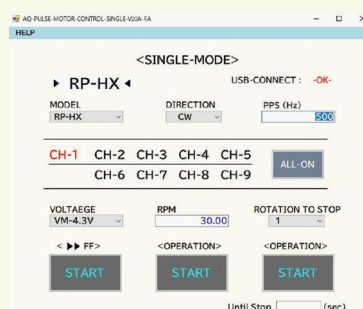 AQ-PULSE-MOTOR-CONTROL-SINGLE-V20A-FA
HELP
<SINGLE-MODE>
▶ RP-HX ◀
USB-CONNECT : -OK-
MODEL DIRECTION PPS (Hz)
RP-HX CW 500
CH-1 CH-2 CH-3 CH-4 CH-5
ALL-ON
CH-6 CH-7 CH-8 CH-9
VOLTAEGE RPM ROTATION TO STOP
VM-4.3V 30.00 1
< ▶▶ FF> <OPERATION> <OPERATION>
START START START
Until Stop (sec)